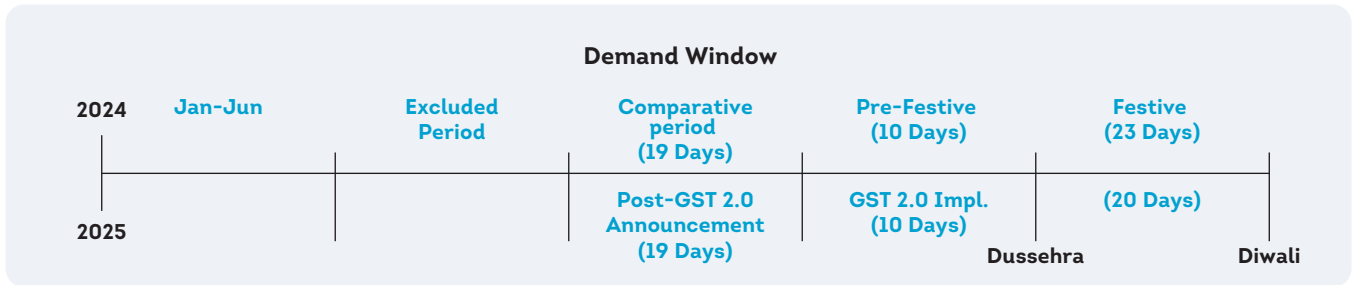 Demand Window
2024
Jan-Jun
Excluded
Period
Comparative
period
(19 Days)
Pre-Festive
(10 Days)
Festive
(23 Days)
2025
Post-GST 2.0
Announcement
(19 Days)
GST 2.0 Impl.
(10 Days)
(20 Days)
Dussehra
Diwali